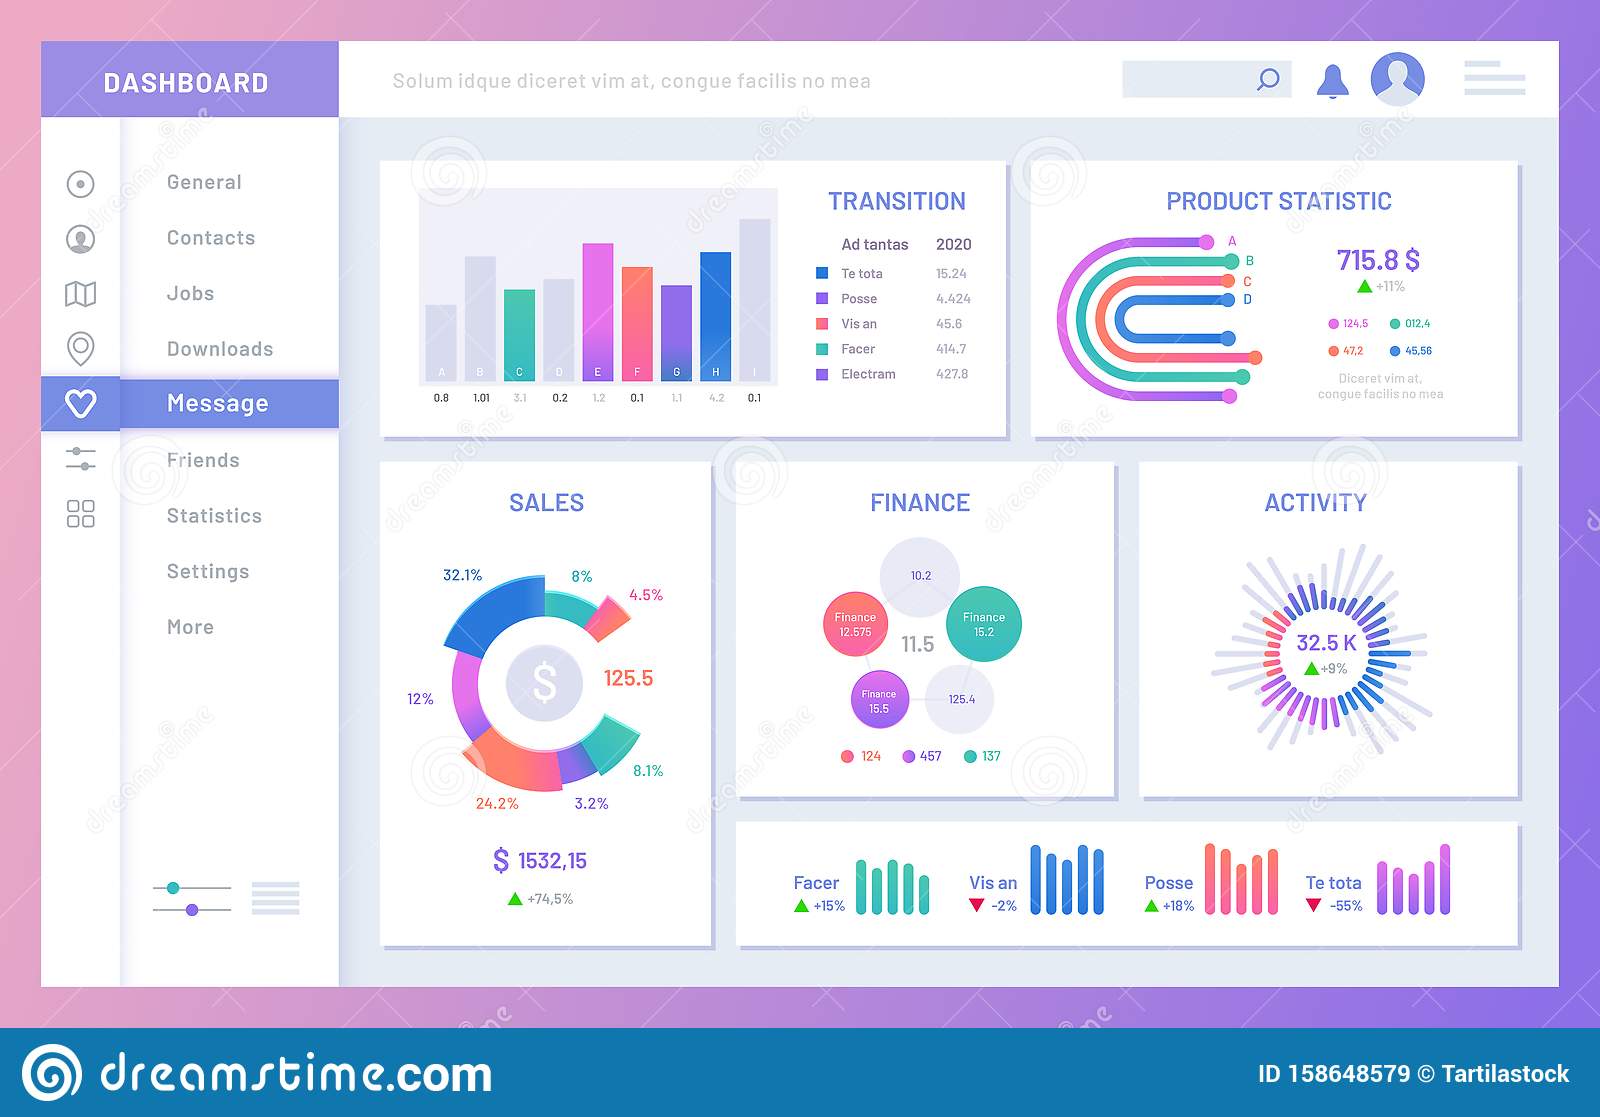 DASHBOARD
Solum idque diceret vim at, congue facilis no mea
General
Contacts
Jobs
Downloads
Message
Friends
Statistics
Settings
More
A B C D E F G H I
0.8 1.01 3.1 0.2 1.2 0.1 1.1 4.2 0.1
TRANSITION
Ad tantas 2020
Te tota 15.24
Posse 4.424
Vis an 45.6
Facer 414.7
Electram 427.8
PRODUCT STATISTIC
A
B
C
D
715.8 $
+11%
124,5 012,4
47,2 45,56
Diceret vim at,
congue facilis no mea
SALES
32.1% 8%
4.5%
$
125.5
12%
8.1%
24.2% 3.2%
$ 1532,15
+74,5%
FINANCE
10.2
Finance
12.575
Finance
15.2
11.5
Finance
15.5
125.4
124 457 137
ACTIVITY
32.5 K
+9%
Facer
+15%
Vis an
-2%
Posse
+18%
Te tota
-55%
dreamstime
dreamstime
dreamstime
dreamstime
dreamstime
dreamstime
dreamstime.com
ID 158648579 © Tartilastock